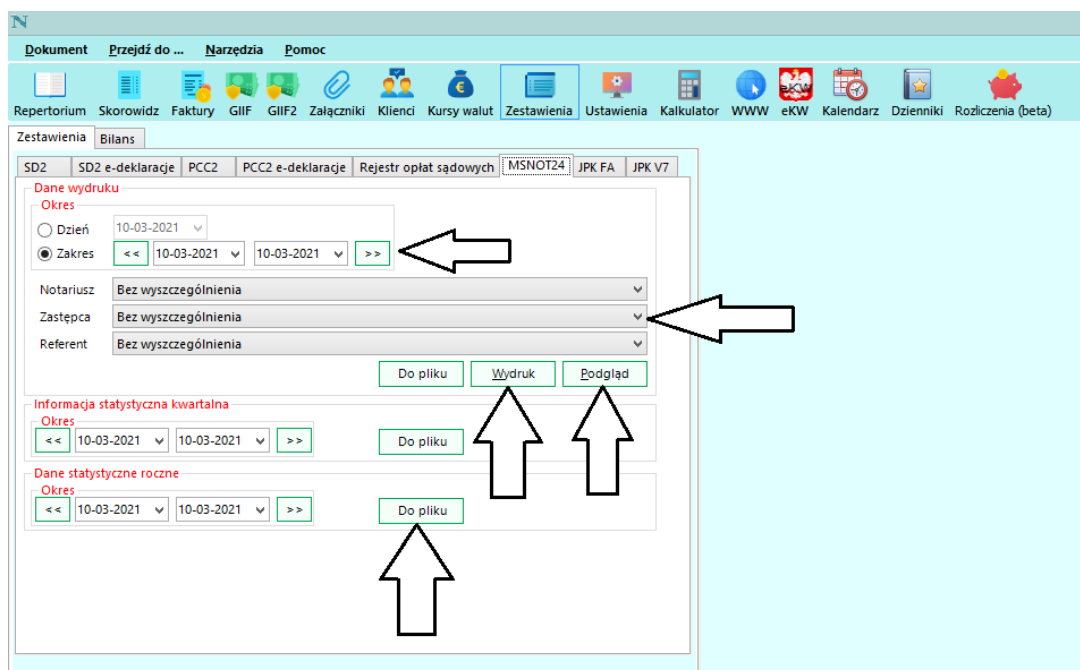 N
Dokument Przejdź do ... Narzędzia Pomoc
Repertorium Skorowidz Faktury GIIF GIIF2 Załączniki Klienci Kursy walut Zestawienia Ustawienia Kalkulator WWW eKW Kalendarz Dzienniki Rozliczenia (beta)
Zestawienia Bilans
SD2 SD2 e-deklaracje PCC2 PCC2 e-deklaracje Rejestr opłat sądowych MSNOT24 JPK FA JPK V7
Dane wydruku
Okres
Dzień 10-03-2021
Zakres << 10-03-2021 10-03-2021 >>
Notariusz Bez wyszczególnienia
Zastępca Bez wyszczególnienia
Referent Bez wyszczególnienia
Do pliku Wydruk Podgląd
Informacja statystyczna kwartalna
Okres
<< 10-03-2021 10-03-2021 >> Do pliku
Dane statystyczne roczne
Okres
<< 10-03-2021 10-03-2021 >> Do pliku